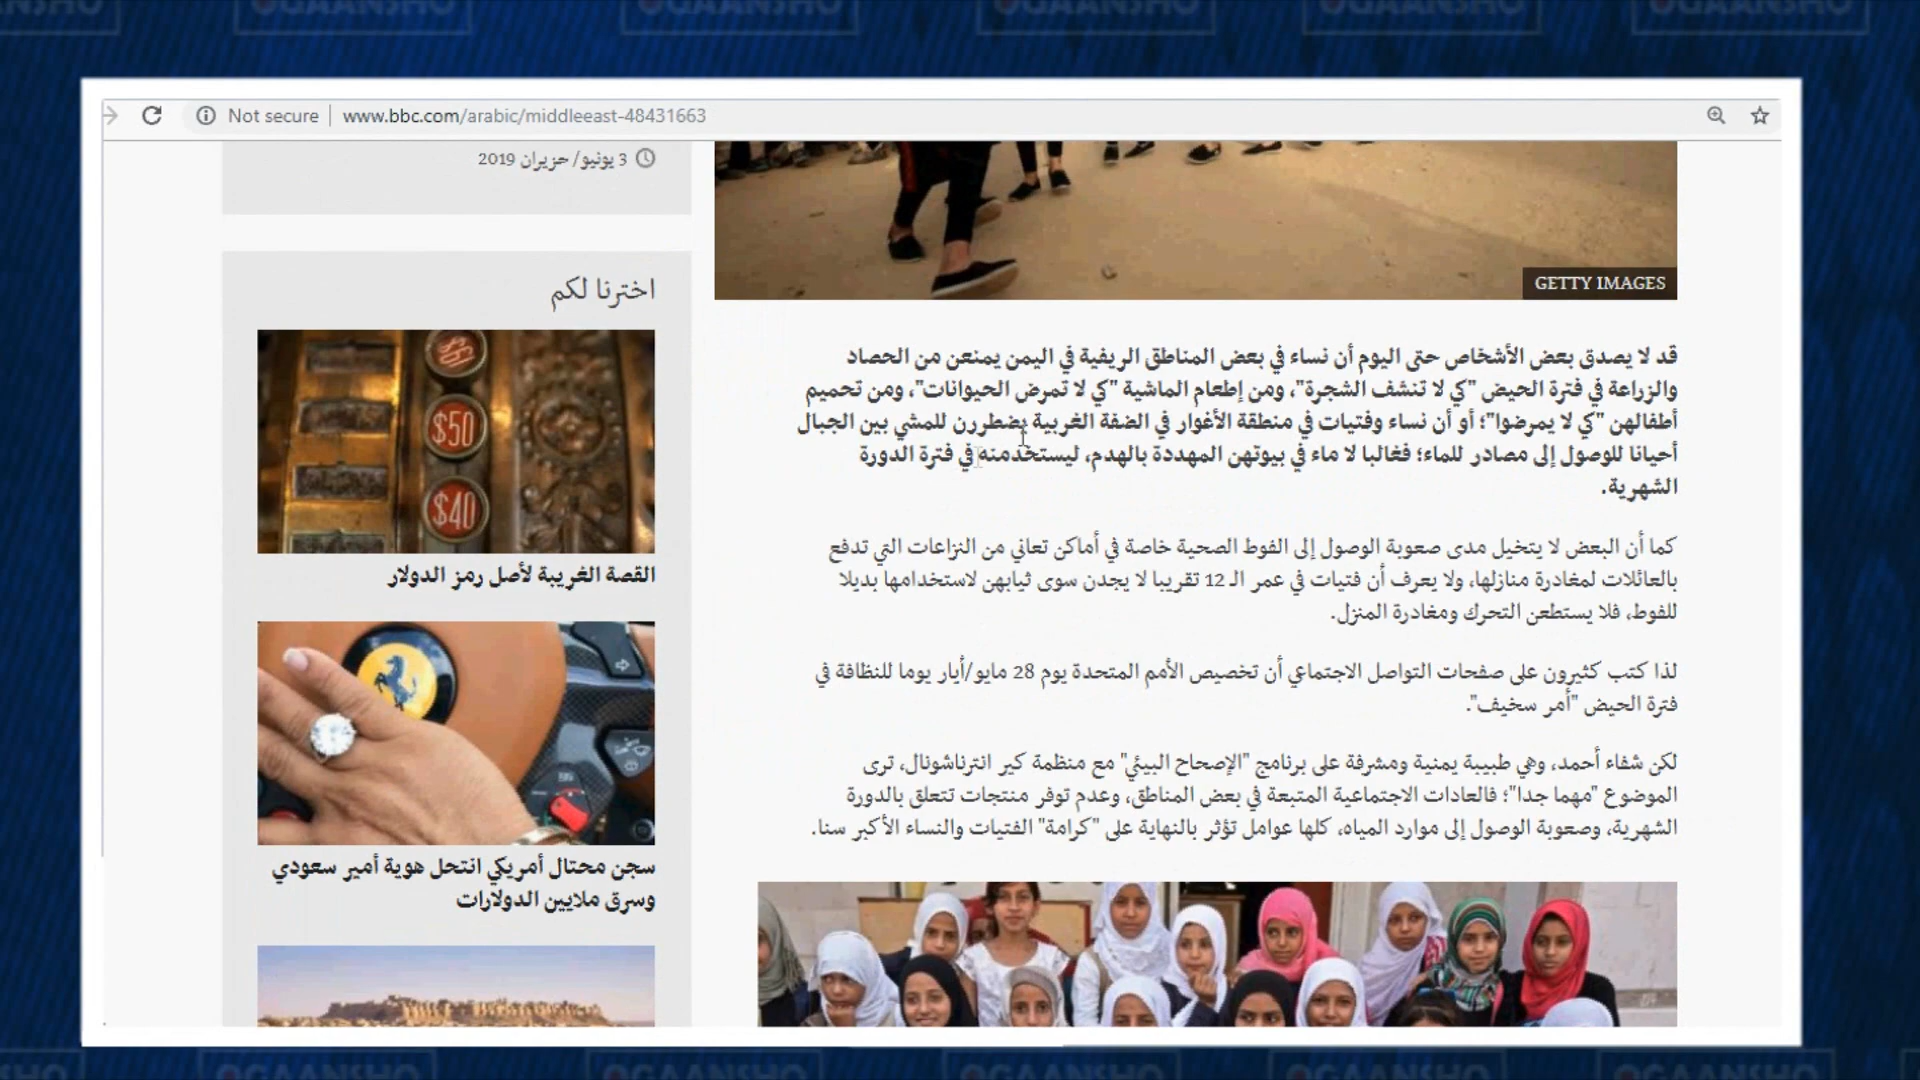 Not secure
www.bbc.com/arabic/middleeast-48431663
3 يونيو/ حزيران 2019
GETTY IMAGES
قد لا يصدق بعض الأشخاص حتى اليوم أن نساء في بعض المناطق الريفية في اليمن يمنعن من الحصاد
والزراعة في فترة الحيض "كي لا تنشف الشجرة"، ومن إطعام الماشية "كي لا تمرض الحيوانات"، ومن تحميم
أطفالهن "كي لا يمرضوا"؛ أو أن نساء وفتيات في منطقة الأغوار في الضفة الغربية يضطررن للمشي بين الجبال
أحيانا للوصول إلى مصادر للماء؛ فغالبا لا ماء في بيوتهن المهددة بالهدم، ليستخدمنه في فترة الدورة
الشهرية.
كما أن البعض لا يتخيل مدى صعوبة الوصول إلى الفوط الصحية خاصة في أماكن تعاني من النزاعات التي تدفع
بالعائلات لمغادرة منازلها، ولا يعرف أن فتيات في عمر الـ 12 تقريبا لا يجدن سوى ثيابهن لاستخدامها بديلا
للفوط، فلا يستطعن التحرك ومغادرة المنزل.
لذا كتب كثيرون على صفحات التواصل الاجتماعي أن تخصيص الأمم المتحدة يوم 28 مايو/أيار يوما للنظافة في
فترة الحيض "أمر سخيف".
لكن شفاء أحمد، وهي طبيبة يمنية ومشرفة على برنامج "الإصحاح البيئي" مع منظمة كير انترناشونال، ترى
الموضوع "مهما جدا"؛ فالعادات الاجتماعية المتبعة في بعض المناطق، وعدم توفر منتجات تتعلق بالدورة
الشهرية، وصعوبة الوصول إلى موارد المياه، كلها عوامل تؤثر بالنهاية على "كرامة" الفتيات والنساء الأكبر سنا.
اخترنا لكم
$50
$40
القصة الغريبة لأصل رمز الدولار
سجن محتال أمريكي انتحل هوية أمير سعودي
وسرق ملايين الدولارات